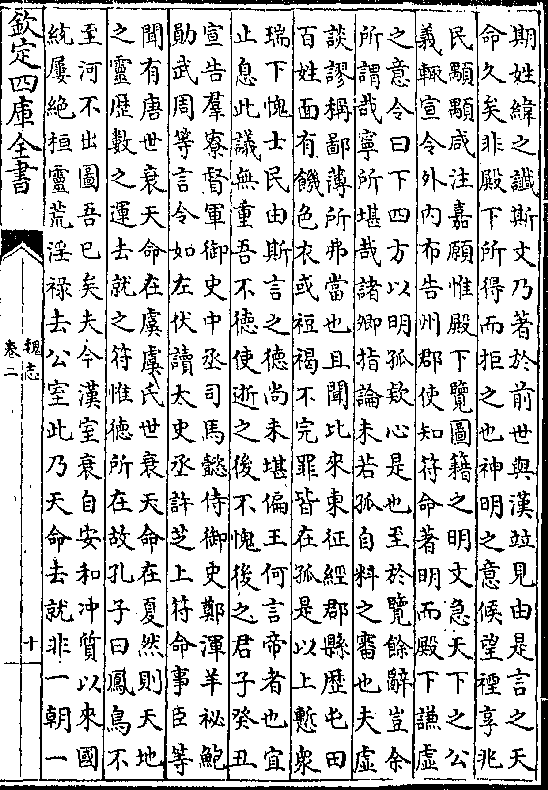 期姓緯之讖斯文乃著於前世與漢竝見由是言之天
命久矣非殿下所得而拒之也神明之意候望禋享兆
民顒顒咸注嘉願惟殿下覽圖籍之明文急天下之公
義輒宣令外内布告州郡使知符命著明而殿下謙虛
之意令曰下四方以明孤款心是也至於覽餘辭豈余
所謂哉寧所堪哉諸卿指論未若孤自料之審也夫虛
談謬稱鄙薄所弗當也且聞比來東征經郡縣歴屯田
百姓面有饑色衣或裋褐不完罪皆在孤是以上慙衆
瑞下愧士民由斯言之德尚未堪偏王何言帝者也宜
止息此議無重吾不德使逝之後不愧後之君子癸丑
宣告羣寮督軍御史中丞司馬懿侍御史鄭渾羊祕鮑
勛武周等言令如左伏讀太史丞許芝上符命事臣等
聞有唐世衰天命在虞虞氏世衰天命在夏然則天地
之靈歴數之運去就之符惟德所在故孔子曰鳳鳥不
至河不出圖吾已矣夫今漢室衰自安和冲質以來國
統屢絶桓靈荒淫祿去公室此乃天命去就非一朝一
欽定四庫全書
魏志
卷二
十